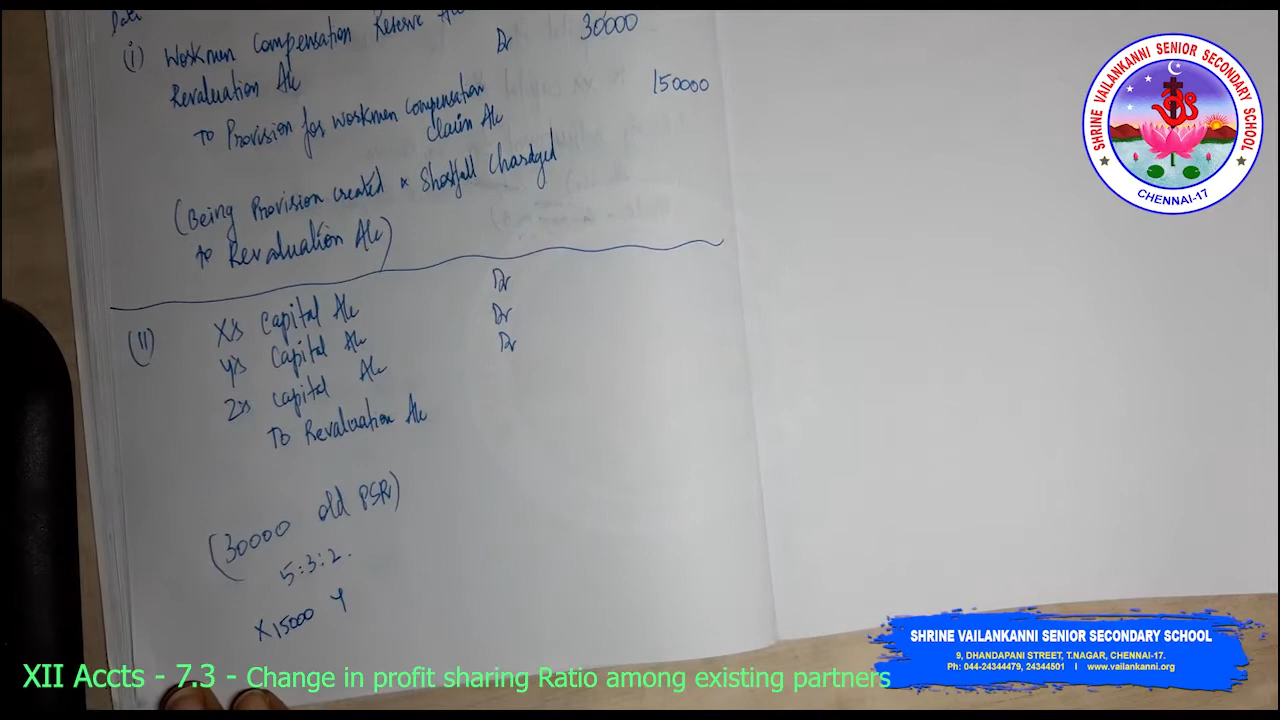 Date
(i) Workmen Compensation Reserve A/c
Revaluation A/c Dr 30000
To Provision for workmen compensation claim A/c 150000
(Being Provision created & Shortfall Chardged
to Revaluation A/c)
(II) X's Capital A/c Dr
Y's Capital A/c Dr
Z's Capital A/c Dr
To Revaluation A/c
(30000 old PSR)
5:3:2.
X 15000 Y
SHRINE VAILANKANNI SENIOR SECONDARY SCHOOL
CHENNAI-17
SHRINE VAILANKANNI SENIOR SECONDARY SCHOOL
9, DHANDAPANI STREET, T.NAGAR, CHENNAI-17.
Ph: 044-24344479, 24344501 I www.vailankanni.org
XII Accts - 7.3 - Change in profit sharing Ratio among existing partners